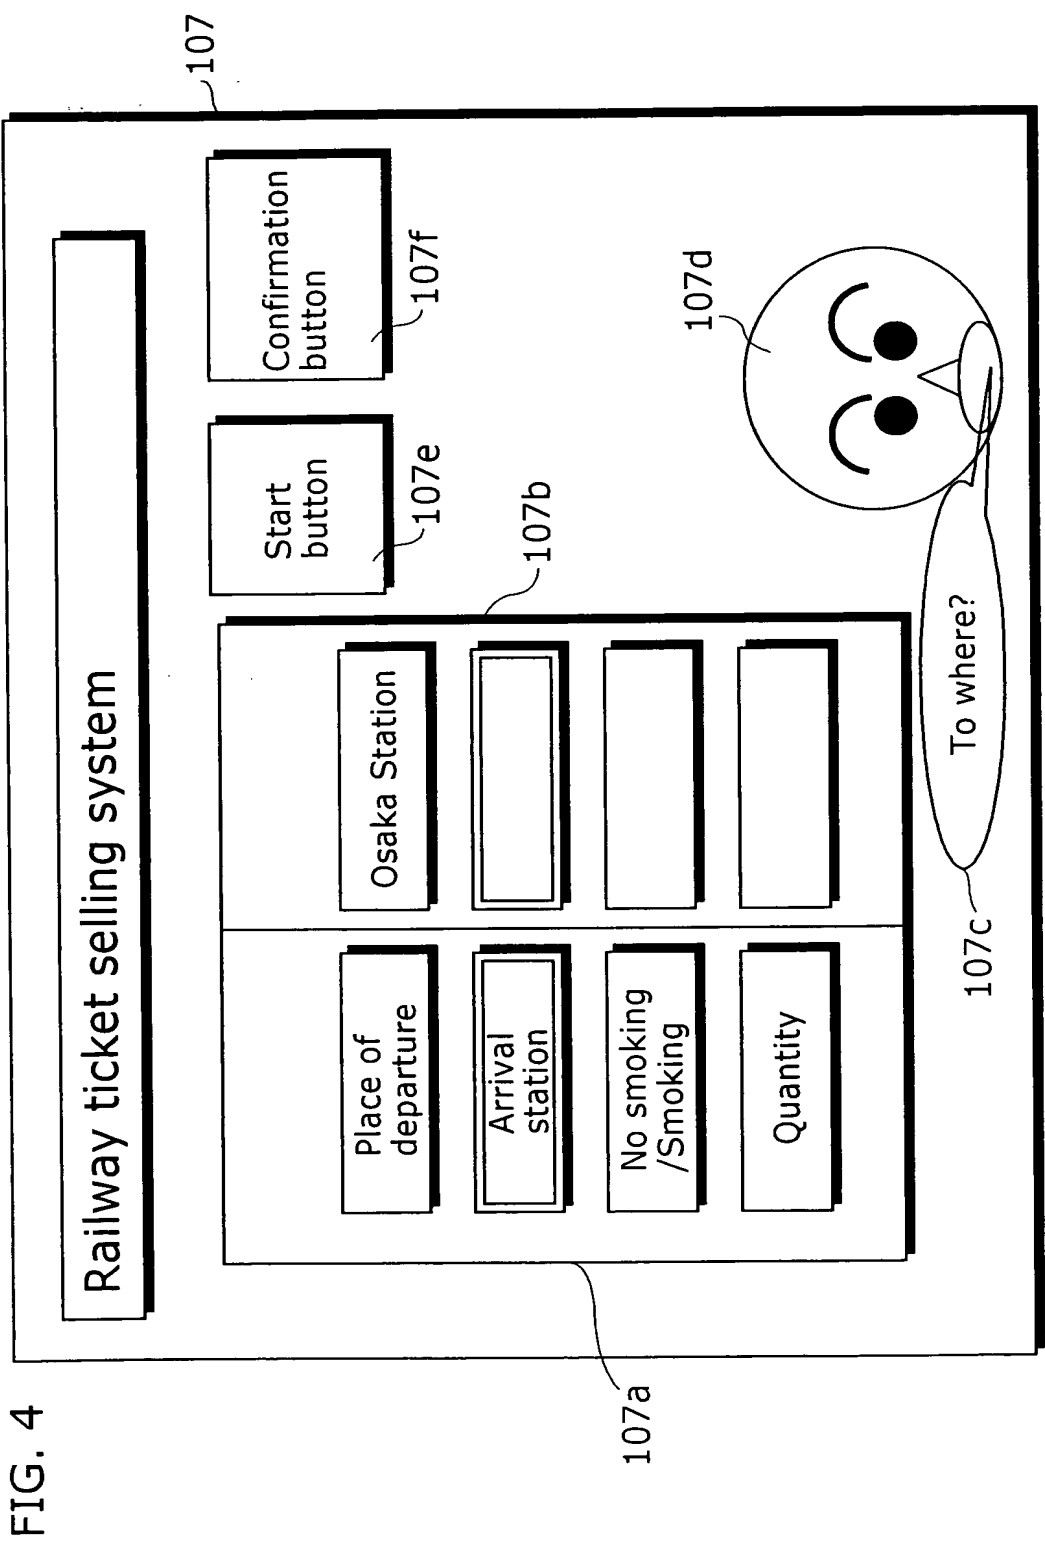 FIG. 4
107
Railway ticket selling system
Place of
departure
Osaka Station
Arrival
station
No smoking
/Smoking
Quantity
Start
button
Confirmation
button
107e
107f
107b
107d
To where?
107c
107a